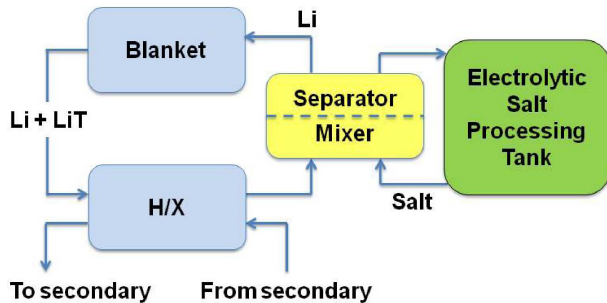 Li
Blanket
Electrolytic
Salt
Processing
Tank
Separator
Mixer
Li + LiT
Salt
H/X
To secondary
From secondary